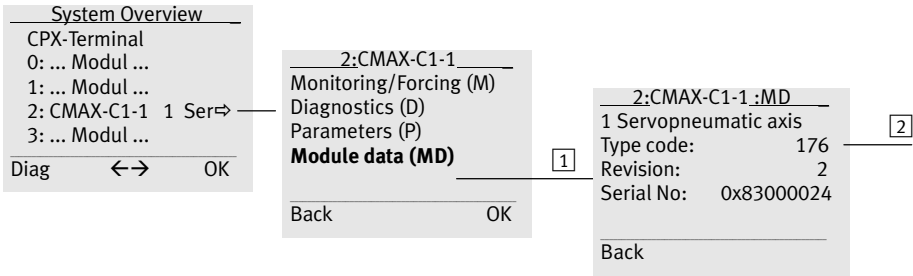 System Overview
CPX-Terminal
0: ... Modul ...
1: ... Modul ...
2: CMAX-C1-1 1 Ser⇨
3: ... Modul ...
Diag ←→ OK
2:CMAX-C1-1
Monitoring/Forcing (M)
Diagnostics (D)
Parameters (P)
Module data (MD)
Back OK
1
2:CMAX-C1-1 :MD
1 Servopneumatic axis
Type code: 176
Revision: 2
Serial No: 0x83000024
Back
2